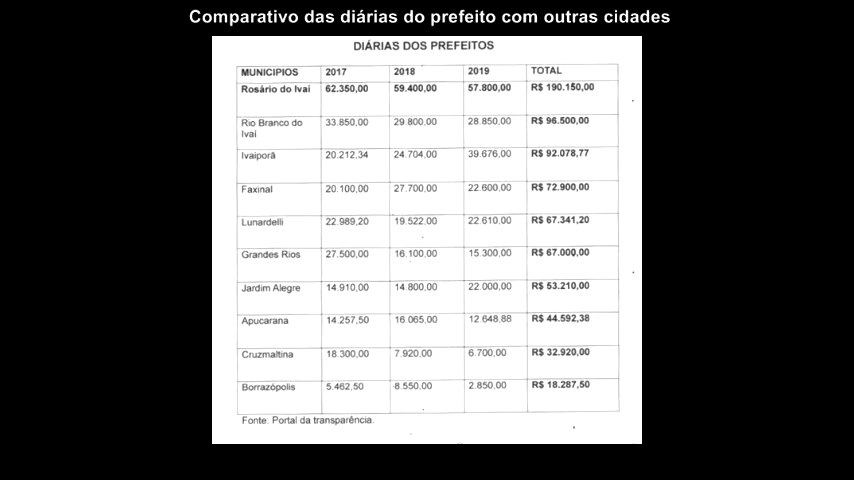 Comparativo das diárias do prefeito com outras cidades
DIÁRIAS DOS PREFEITOS
MUNICIPIOS 2017 2018 2019 TOTAL
Rosário do Ivaí 62.350,00 59.400,00 57.800,00 R$ 190.150,00
Rio Branco do 33.850,00 29.800,00 28.850,00 R$ 96.500,00
Ivaí
Ivaiporã 20.212,34 24.704,00 39.676,00 R$ 92.078,77
Faxinal 20.100,00 27.700,00 22.600,00 R$ 72.900,00
Lunardelli 22.989,20 19.522,00 22.610,00 R$ 67.341,20
Grandes Rios 27.500,00 16.100,00 15.300,00 R$ 67.000,00
Jardim Alegre 14.910,00 14.800,00 22.000,00 R$ 53.210,00
Apucarana 14.257,50 16.065,00 12.648,88 R$ 44.592,38
Cruzmaltina 18.300,00 7.920,00 6.700,00 R$ 32.920,00
Borrazópolis 5.462,50 8.550,00 2.850,00 R$ 18.287,50
Fonte: Portal da transparência.